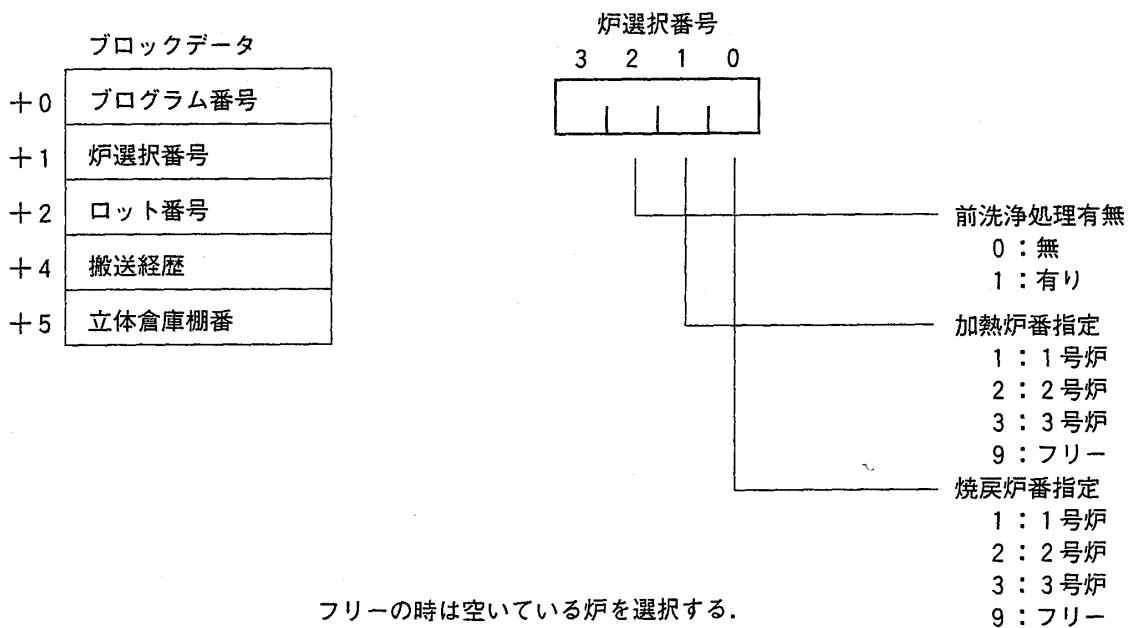 ブロックデータ
+0 プログラム番号
+1 炉選択番号
+2 ロット番号
+4 搬送経歴
+5 立体倉庫棚番
炉選択番号
3 2 1 0
前洗浄処理有無
0:無
1:有り
加熱炉番指定
1:1号炉
2:2号炉
3:3号炉
9:フリー
焼戻炉番指定
1:1号炉
2:2号炉
3:3号炉
9:フリー
フリーの時は空いている炉を選択する.